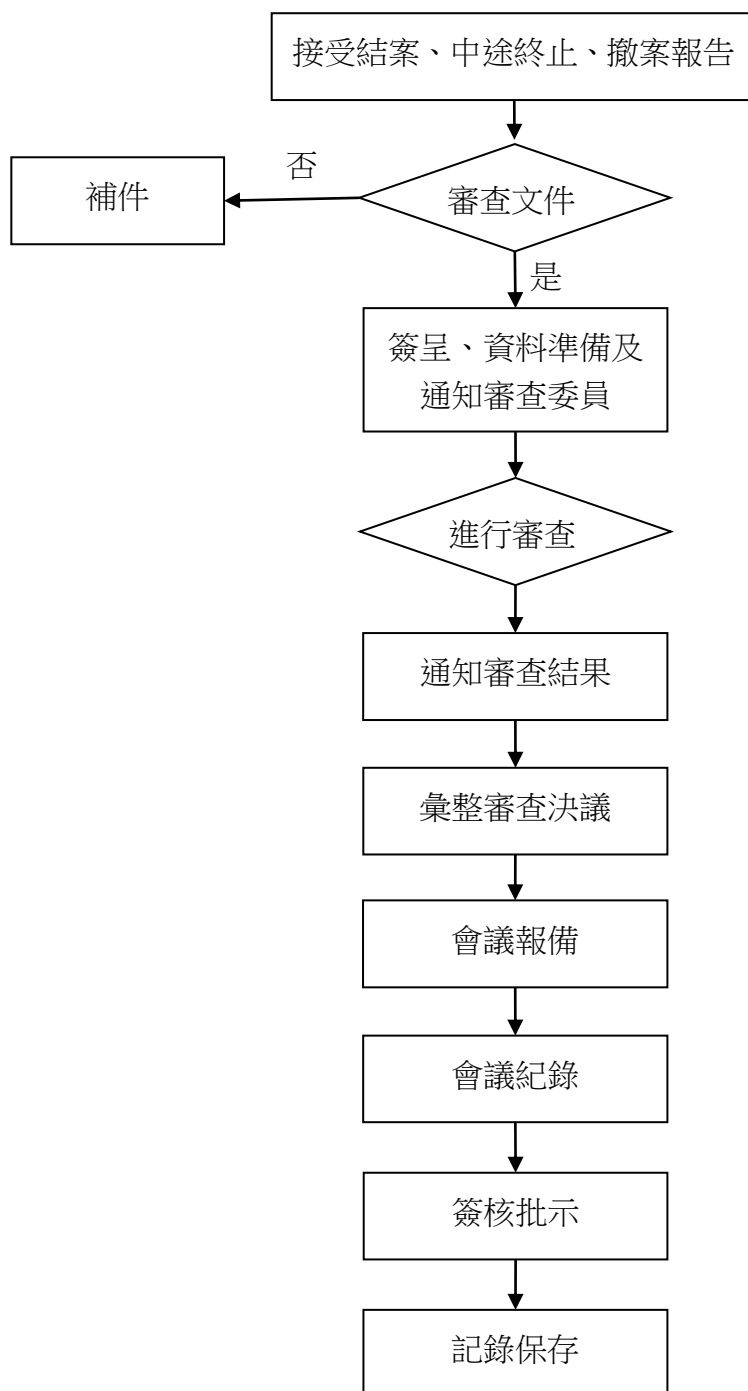 接受結案、中途終止、撤案報告
否
補件
審查文件
是
簽呈、資料準備及
通知審查委員
進行審查
通知審查結果
彙整審查決議
會議報備
會議紀錄
簽核批示
記錄保存